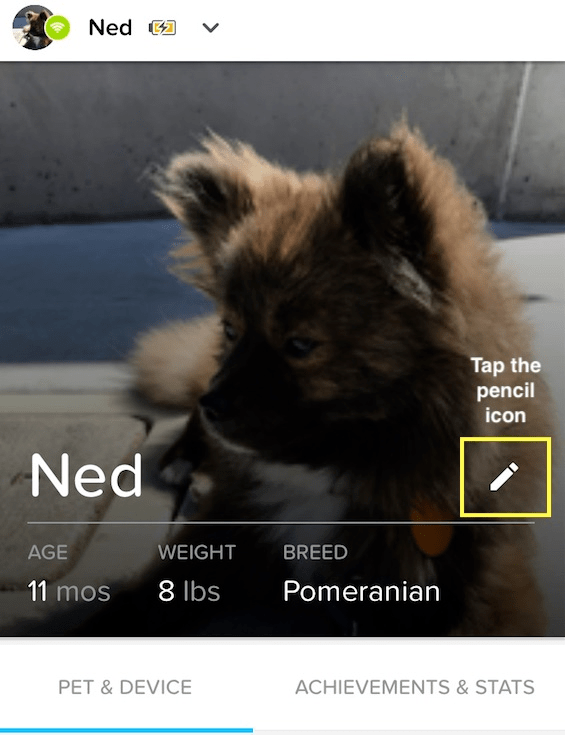 Ned
Tap the
pencil
icon
Ned
AGE WEIGHT BREED
11 mos 8 lbs Pomeranian
PET & DEVICE ACHIEVEMENTS & STATS